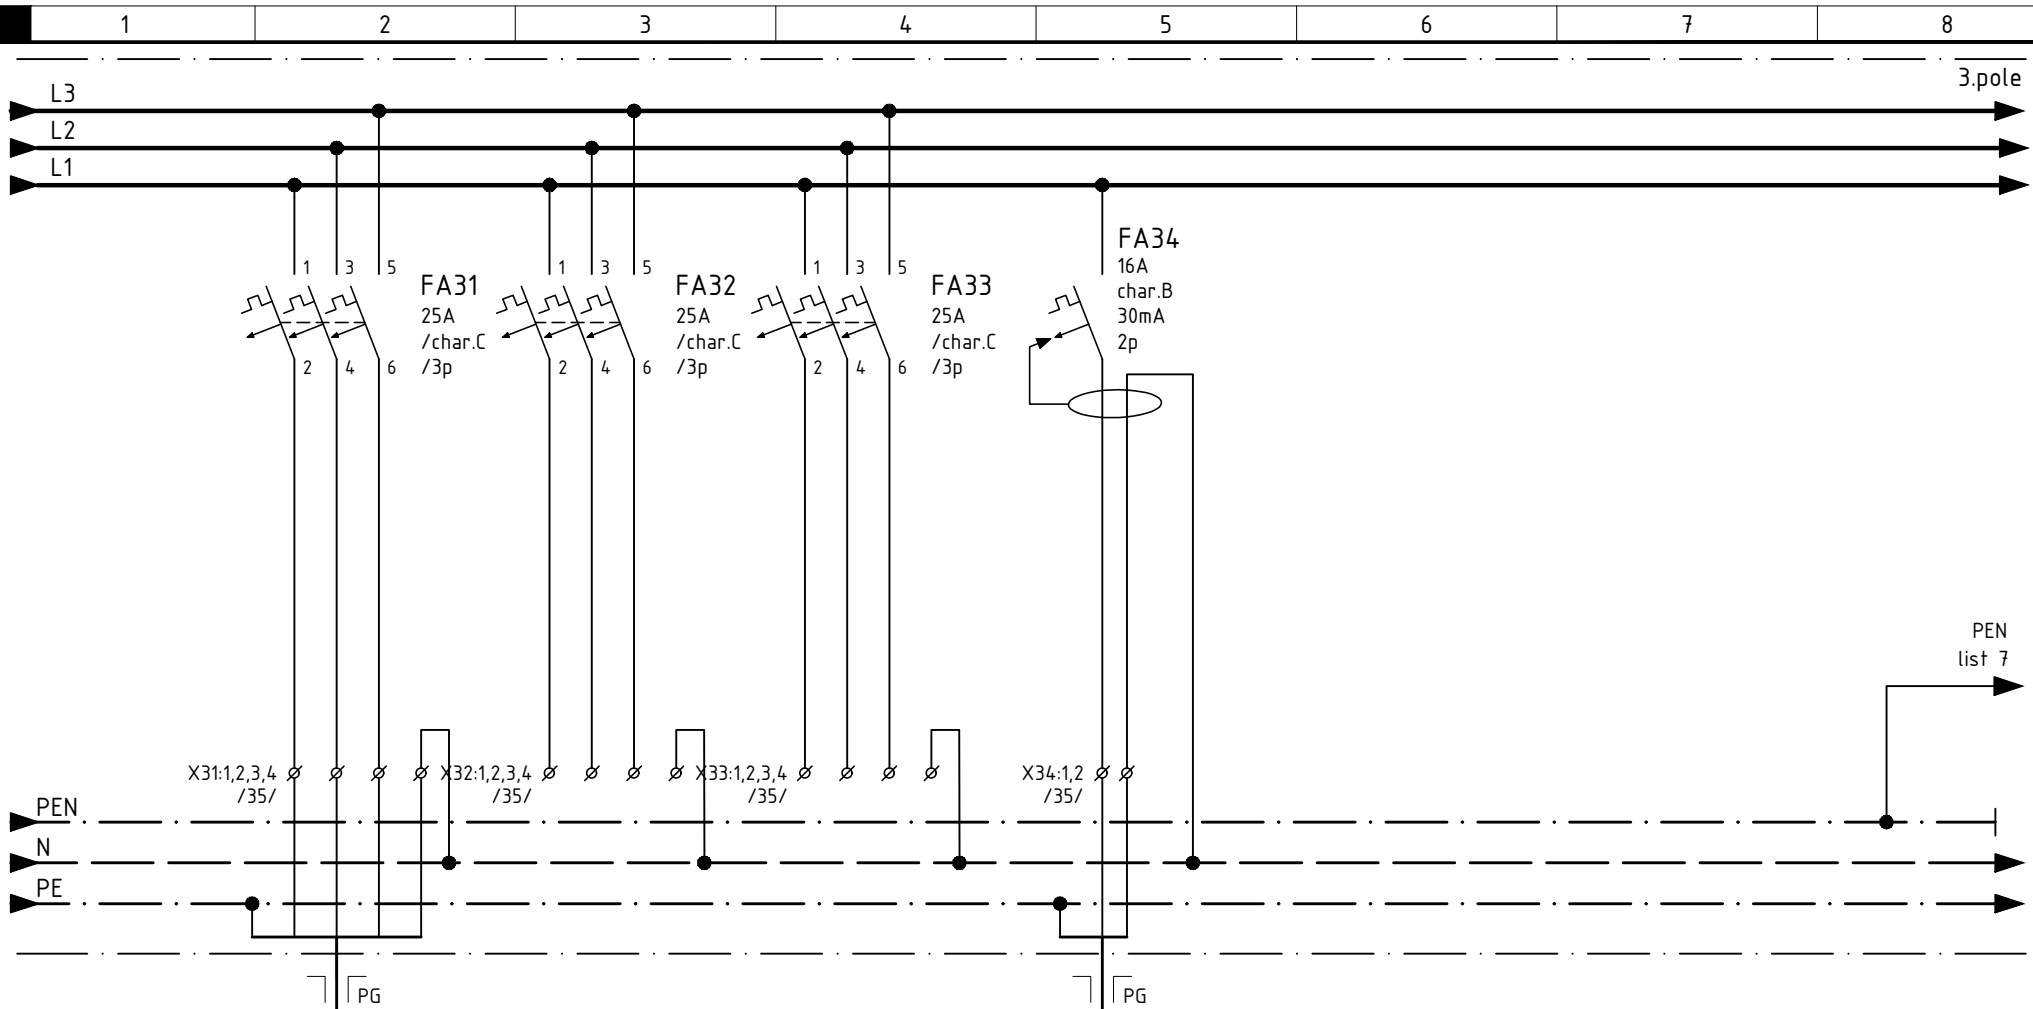 1 2 3 4 5 6 7 8
3.pole
L3
L2
L1
1 3 5
FA31
25A
/char.C
/3p
2 4 6
1 3 5
FA32
25A
/char.C
/3p
2 4 6
1 3 5
FA33
25A
/char.C
/3p
2 4 6
FA34
16A
char.B
30mA
2p
PEN
list 7
X31:1,2,3,4
/35/
X32:1,2,3,4
/35/
X33:1,2,3,4
/35/
X34:1,2
/35/
PEN
N
PE
PG
PG